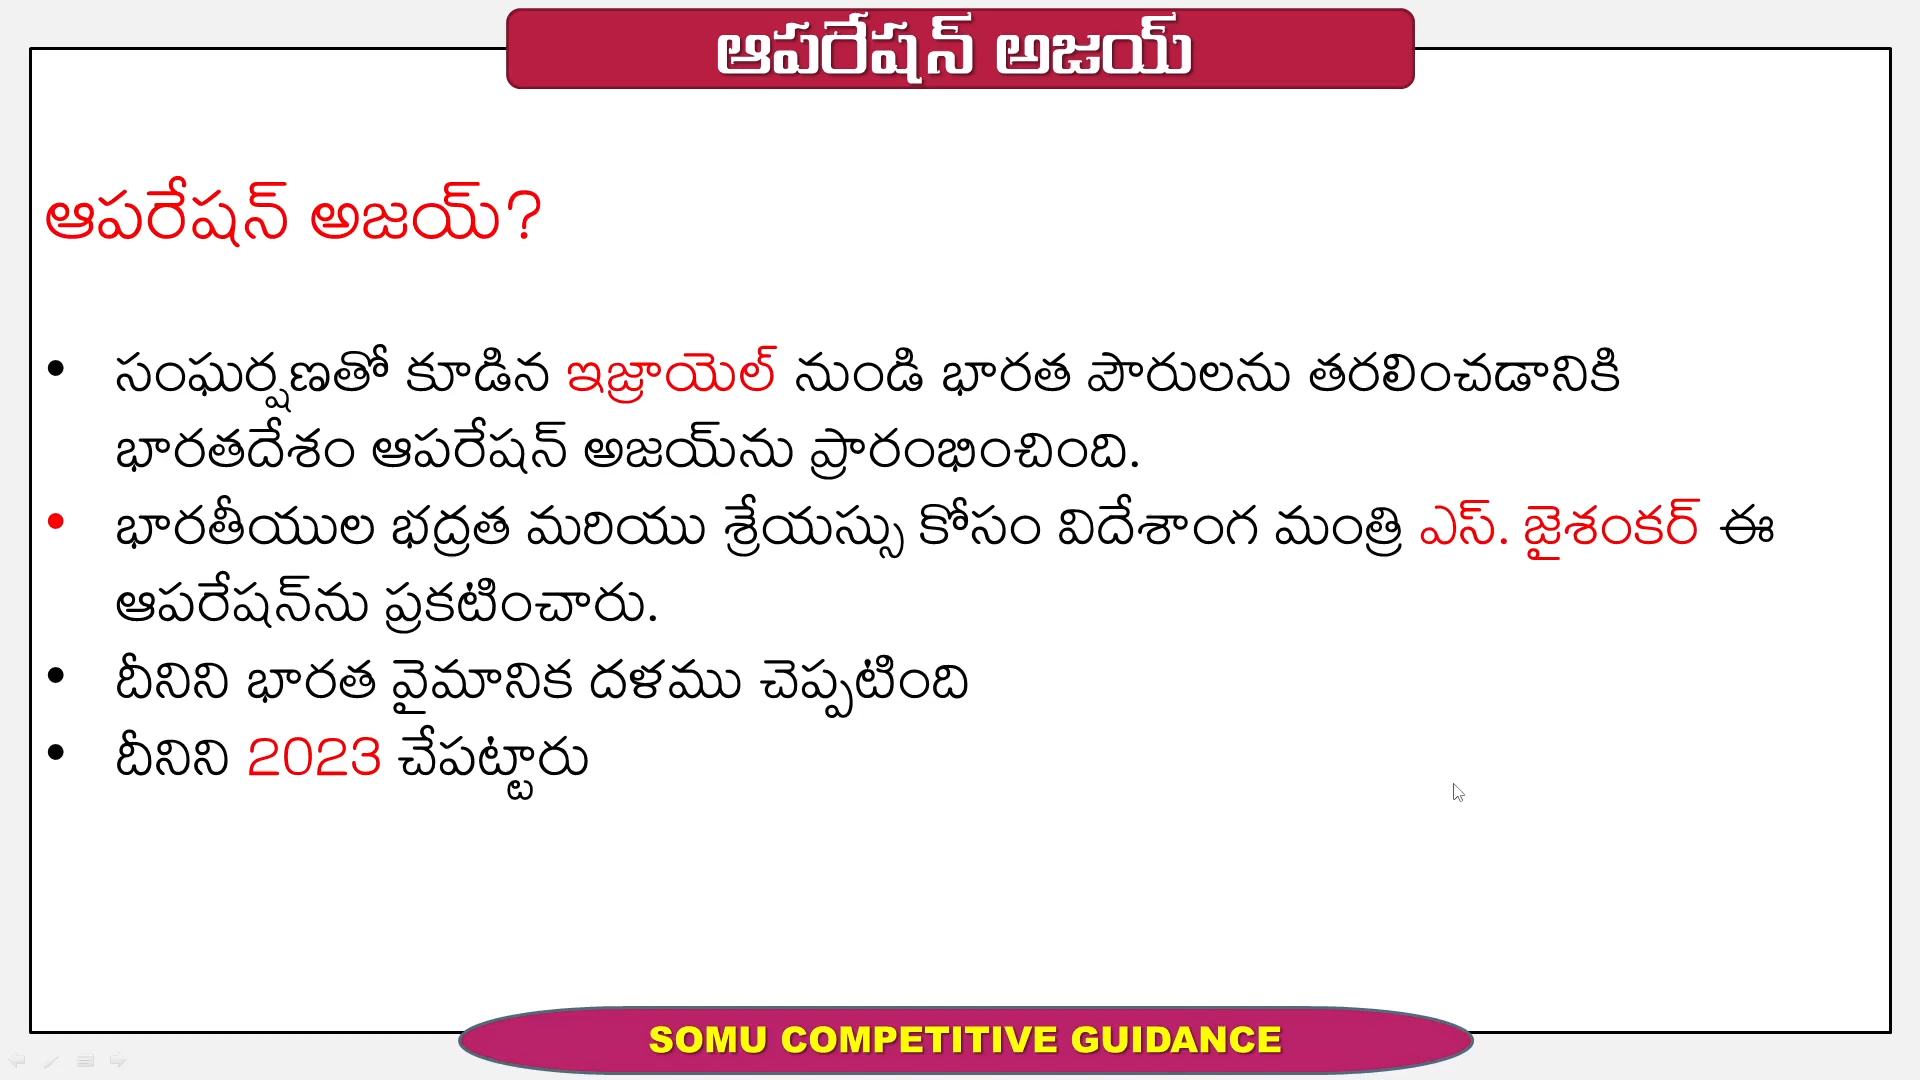 ఆపరేషన్ అజయ్
ఆపరేషన్ అజయ్?
• సంఘర్షణతో కూడిన ఇజ్రాయెల్ నుండి భారత పౌరులను తరలించడానికి
భారతదేశం ఆపరేషన్ అజయ్‌ను ప్రారంభించింది.
• భారతీయుల భద్రత మరియు శ్రేయస్సు కోసం విదేశాంగ మంత్రి ఎస్. జైశంకర్ ఈ
ఆపరేషన్‌ను ప్రకటించారు.
• దీనిని భారత వైమానిక దళము చెప్పటింది
• దీనిని 2023 చేపట్టారు
SOMU COMPETITIVE GUIDANCE